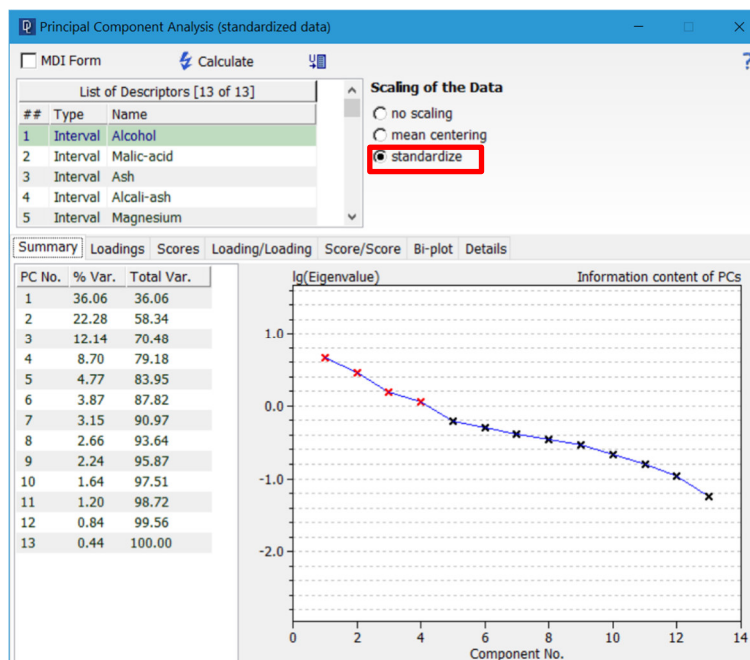 Principal Component Analysis (standardized data)
MDI Form
Calculate
?
List of Descriptors [13 of 13]
## Type Name
1 Interval Alcohol
2 Interval Malic-acid
3 Interval Ash
4 Interval Alcali-ash
5 Interval Magnesium
Scaling of the Data
no scaling
mean centering
standardize
Summary Loadings Scores Loading/Loading Score/Score Bi-plot Details
PC No. % Var. Total Var.
1 36.06 36.06
2 22.28 58.34
3 12.14 70.48
4 8.70 79.18
5 4.77 83.95
6 3.87 87.82
7 3.15 90.97
8 2.66 93.64
9 2.24 95.87
10 1.64 97.51
11 1.20 98.72
12 0.84 99.56
13 0.44 100.00
lg(Eigenvalue) Information content of PCs
1.0
0.0
-1.0
-2.0
0 2 4 6 8 10 12 14
Component No.